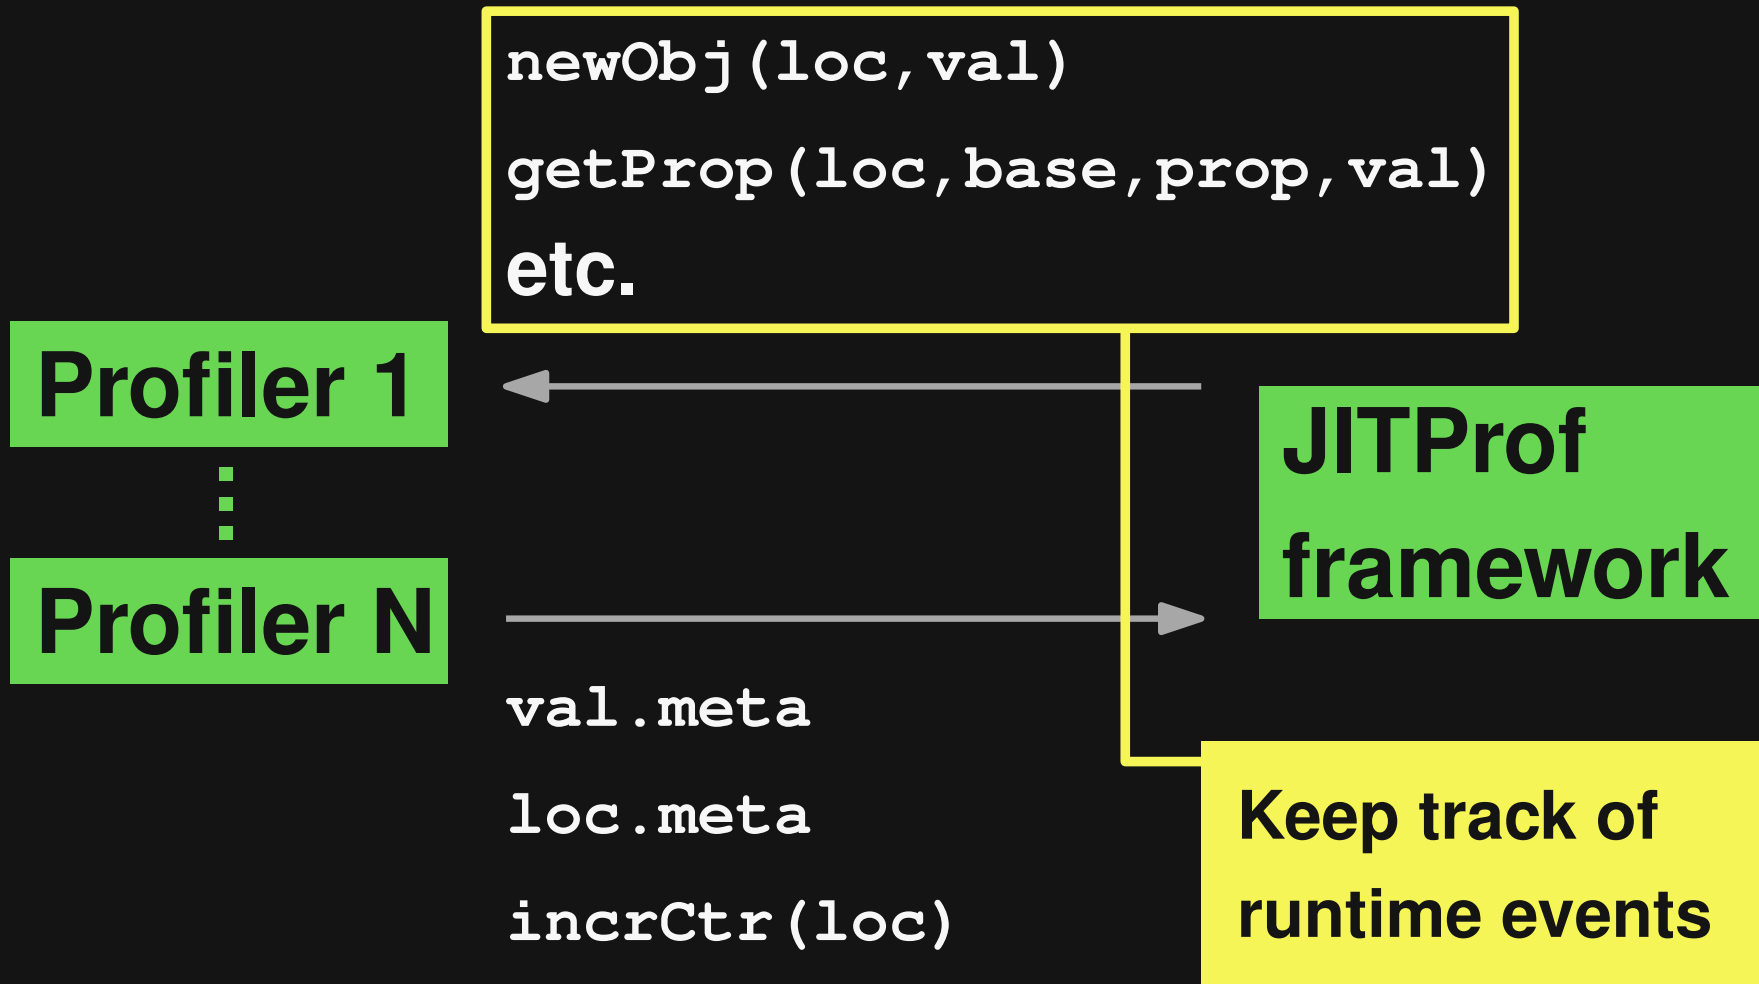 newObj(loc,val)
getProp(loc,base,prop,val)
etc.
Profiler 1
Profiler N
JITProf
framework
val.meta
loc.meta
incrCtr(loc)
Keep track of
runtime events